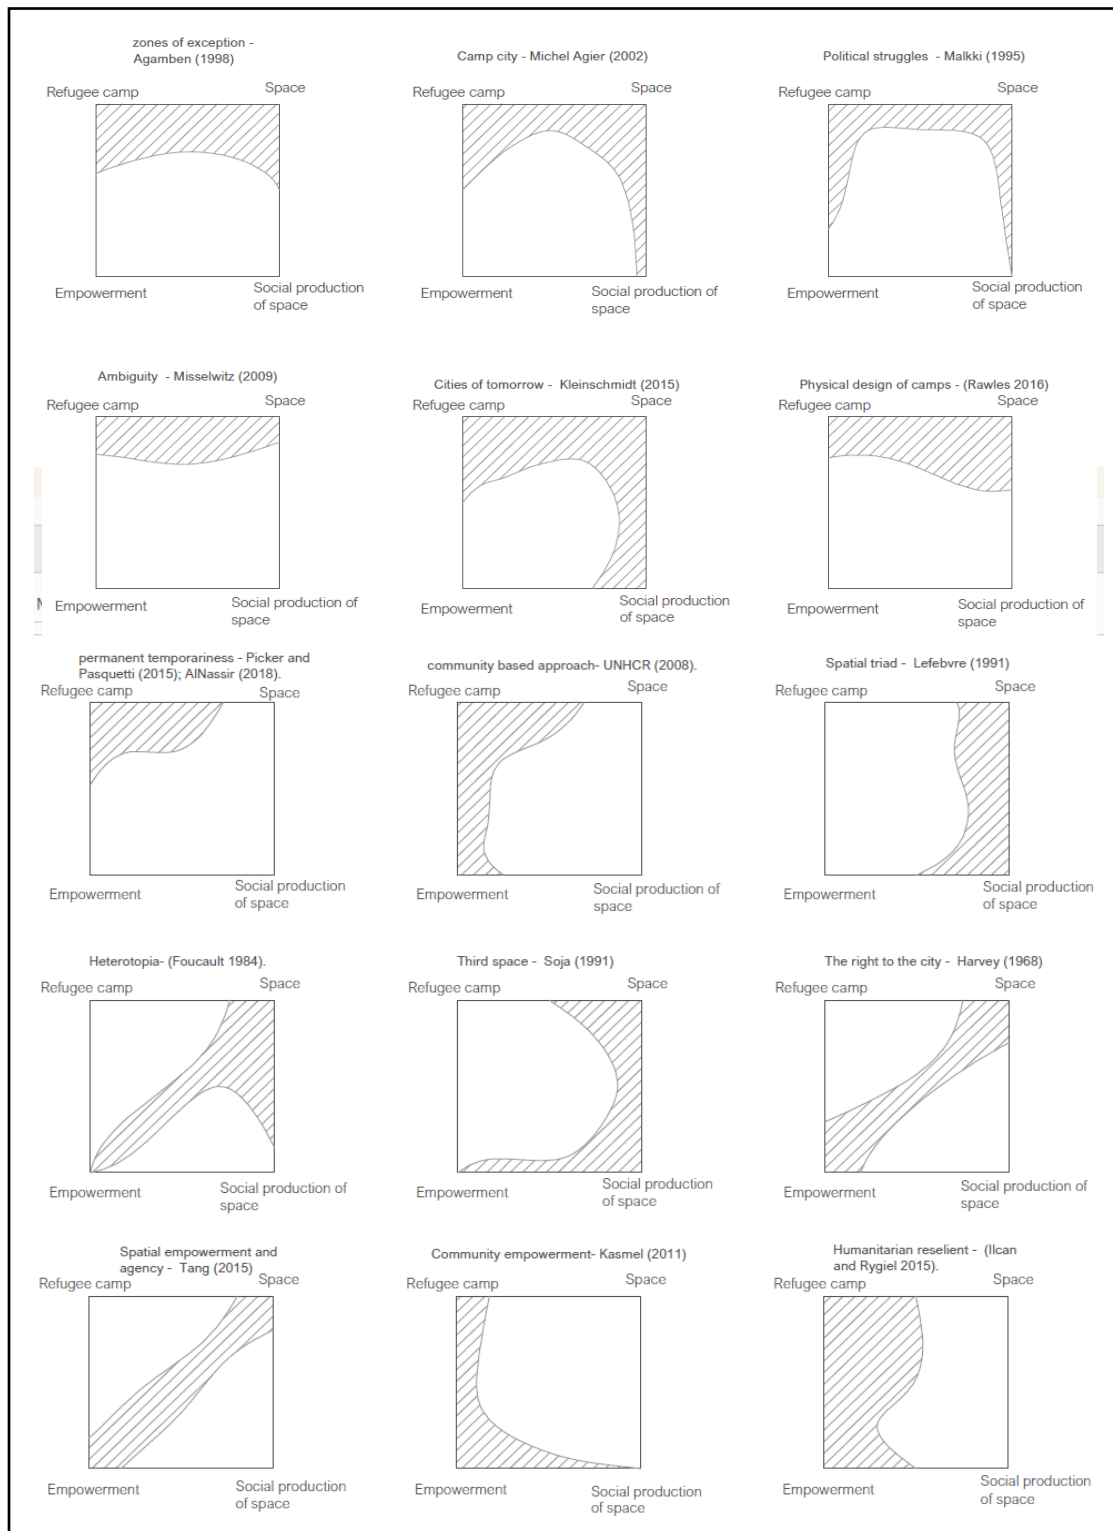 zones of exception -
Agamben (1998)
Refugee camp
Space
Empowerment
Social production
of space
Camp city - Michel Agier (2002)
Refugee camp
Space
Empowerment
Social production of
space
Political struggles - Malkki (1995)
Refugee camp
Space
Empowerment
Social production
of space
Ambiguity - Misselwitz (2009)
Refugee camp
Space
Empowerment
Social production of
space
Cities of tomorrow - Kleinschmidt (2015)
Refugee camp
Space
Empowerment
Social production
of space
Physical design of camps - (Rawles 2016)
Refugee camp
Space
Empowerment
Social production of
space
permanent temporariness - Picker and
Pasquetti (2015); AlNassir (2018).
Refugee camp
Space
Empowerment
Social production
of space
community based approach- UNHCR (2008).
Refugee camp
Space
Empowerment
Social production of
space
Spatial triad - Lefebvre (1991)
Refugee camp
Space
Empowerment
Social production
of space
Heterotopia- (Foucault 1984).
Refugee camp
Space
Empowerment
Social production of
space
Third space - Soja (1991)
Refugee camp
Space
Empowerment
Social production
of space
The right to the city - Harvey (1968)
Refugee camp
Space
Empowerment
Social production of
space
Spatial empowerment and
agency - Tang (2015)
Refugee camp
Space
Empowerment
Social production
of space
Community empowerment- Kasmel (2011)
Refugee camp
Space
Empowerment
Social production
of space
Humanitarian reselient - (Ilcan
and Rygiel 2015).
Refugee camp
Space
Empowerment
Social production
of space